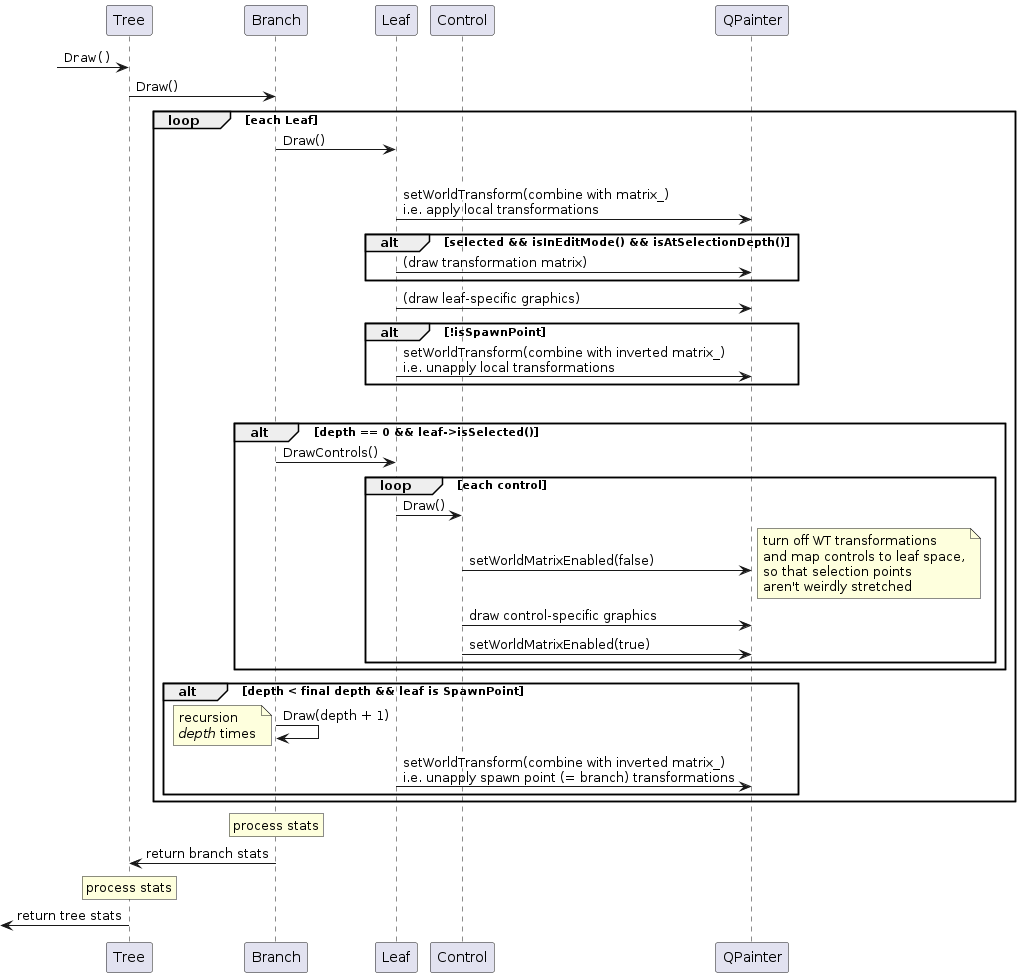 Tree Branch Leaf Control QPainter
Draw()
Draw()
loop [each Leaf]
Draw()
setWorldTransform(combine with matrix_)
i.e. apply local transformations
alt [selected && isInEditMode() && isAtSelectionDepth()]
(draw transformation matrix)
(draw leaf-specific graphics)
alt [!isSpawnPoint]
setWorldTransform(combine with inverted matrix_)
i.e. unapply local transformations
alt [depth == 0 && leaf->isSelected()]
DrawControls()
loop [each control]
Draw()
setWorldMatrixEnabled(false)
turn off WT transformations
and map controls to leaf space,
so that selection points
aren't weirdly stretched
draw control-specific graphics
setWorldMatrixEnabled(true)
alt [depth < final depth && leaf is SpawnPoint]
recursion
depth times
Draw(depth + 1)
setWorldTransform(combine with inverted matrix_)
i.e. unapply spawn point (= branch) transformations
process stats
return branch stats
process stats
return tree stats
Tree Branch Leaf Control QPainter